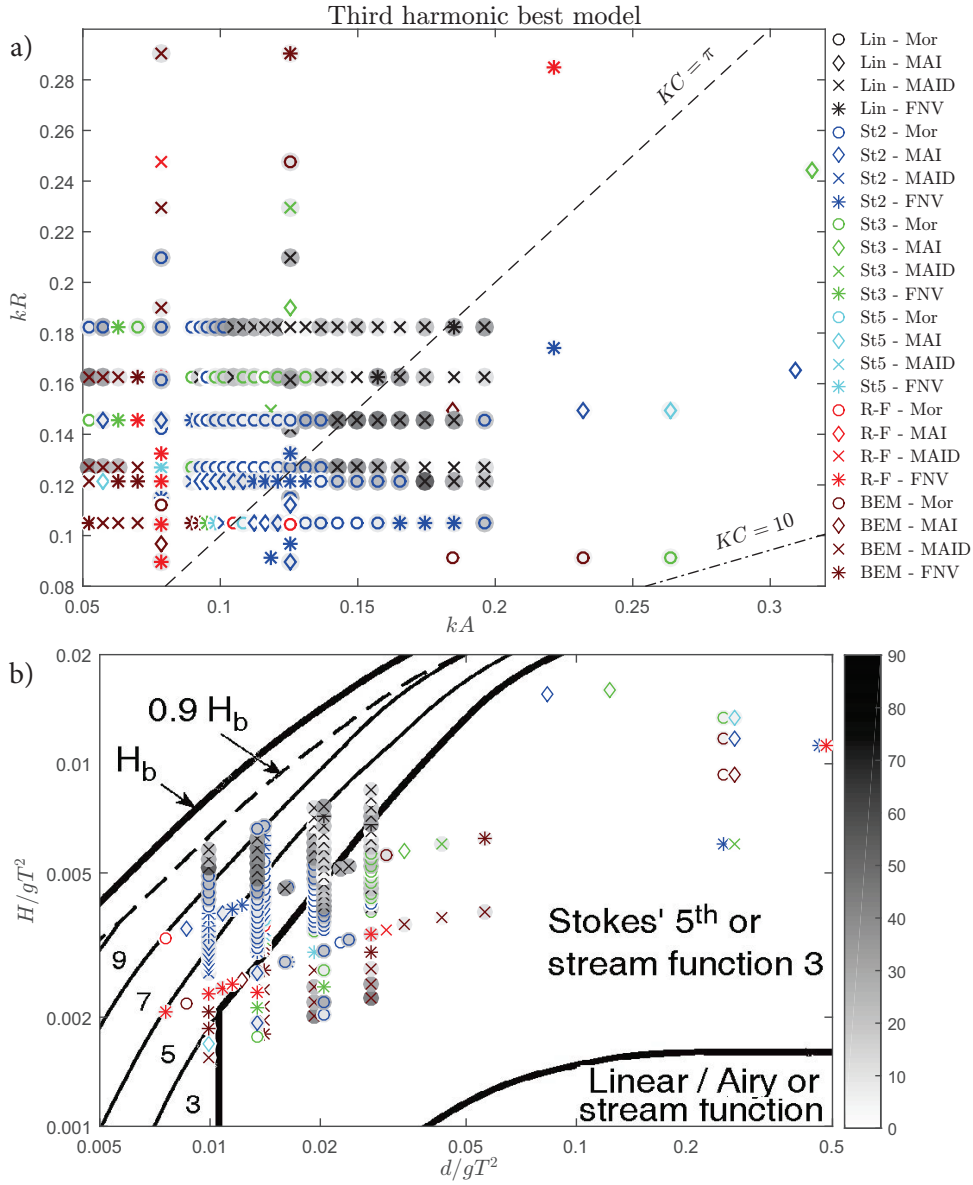 Third harmonic best model
a)
kR
0.28
0.26
0.24
0.22
0.2
0.18
0.16
0.14
0.12
0.1
0.08
0.05
0.1
0.15
0.2
0.25
0.3
kA
KC = π
KC = 10
Lin - Mor
Lin - MAI
Lin - MAID
Lin - FNV
St2 - Mor
St2 - MAI
St2 - MAID
St2 - FNV
St3 - Mor
St3 - MAI
St3 - MAID
St3 - FNV
St5 - Mor
St5 - MAI
St5 - MAID
St5 - FNV
R-F - Mor
R-F - MAI
R-F - MAID
R-F - FNV
BEM - Mor
BEM - MAI
BEM - MAID
BEM - FNV
b)
H/gT²
0.02
0.01
0.005
0.002
0.001
H_b
0.9 H_b
9
7
5
3
Stokes' 5th or
stream function 3
Linear / Airy or
stream function
0.005
0.01
0.02
0.05
0.1
0.2
0.5
d/gT²
90
80
70
60
50
40
30
20
10
0